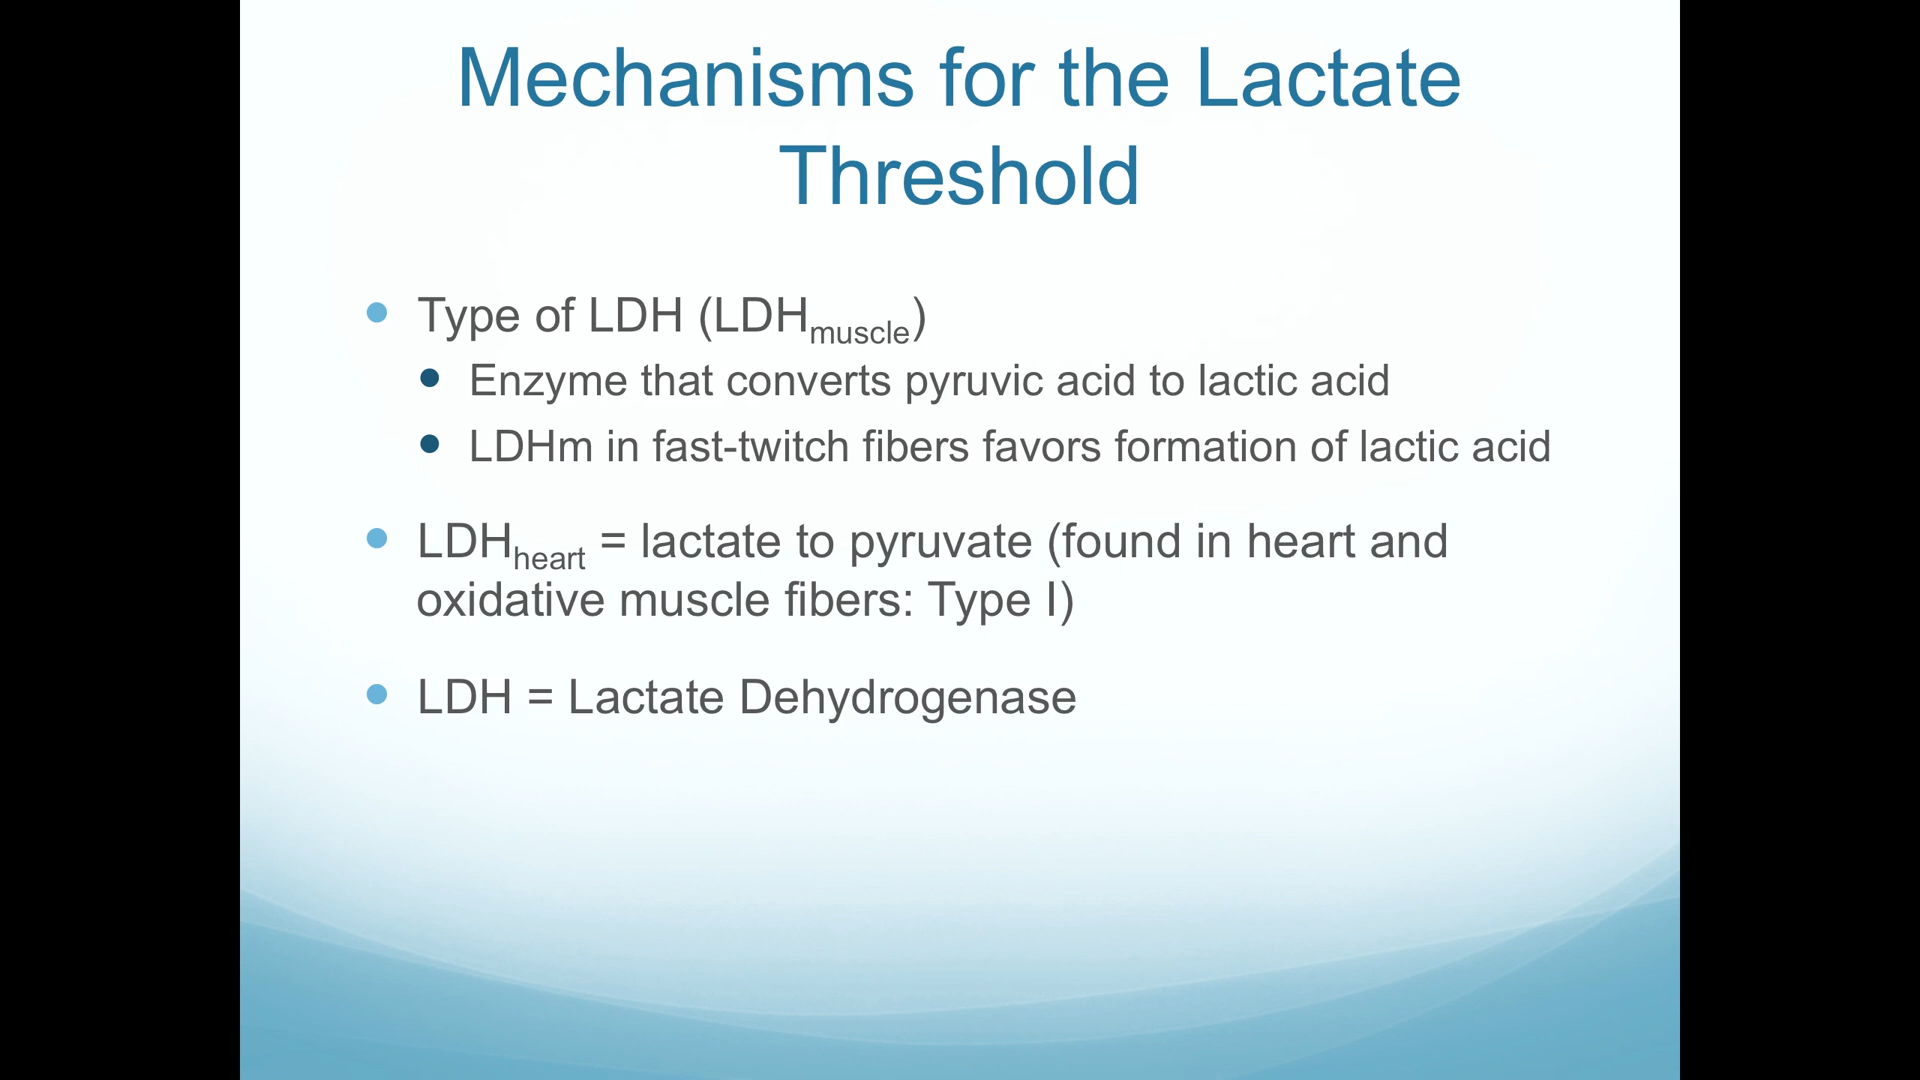 Mechanisms for the Lactate
Threshold
Type of LDH (LDHmuscle)
Enzyme that converts pyruvic acid to lactic acid
LDHm in fast-twitch fibers favors formation of lactic acid
LDHheart = lactate to pyruvate (found in heart and
oxidative muscle fibers: Type I)
LDH = Lactate Dehydrogenase